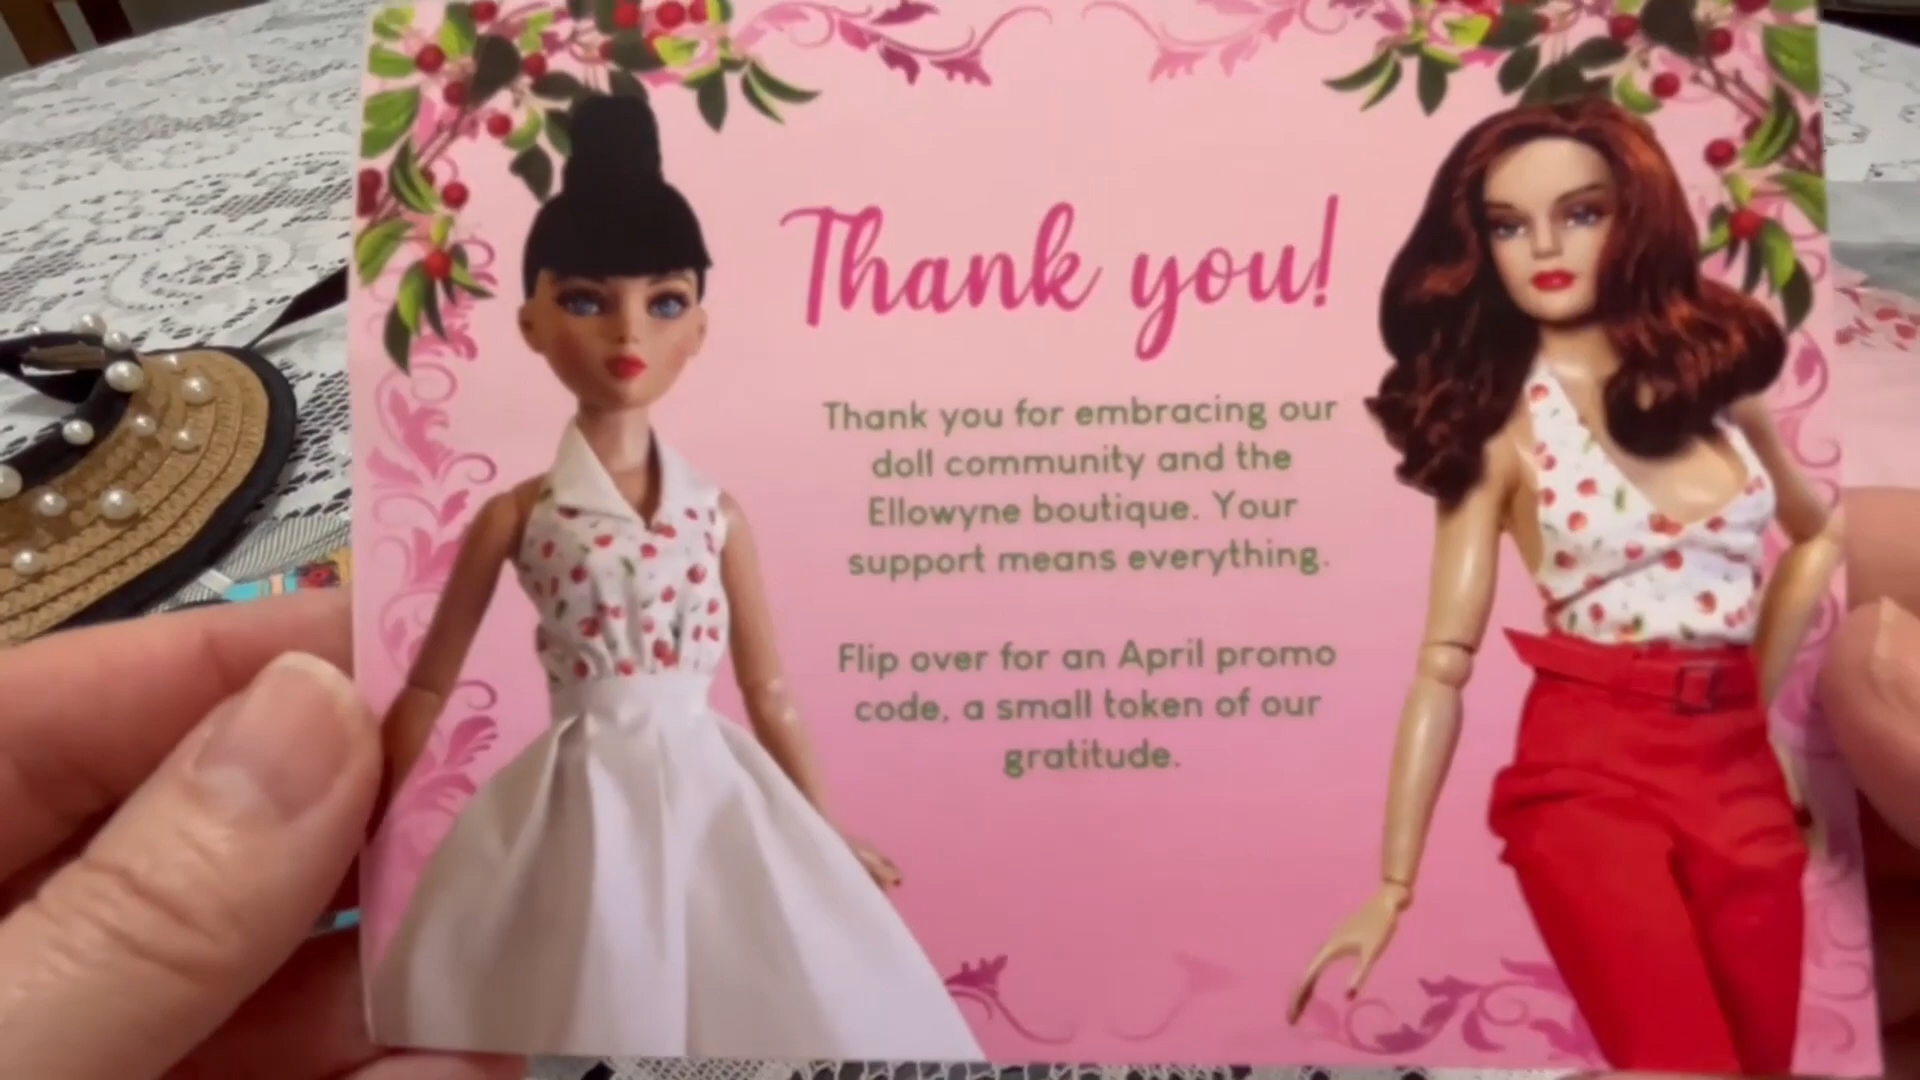 Thank you!
Thank you for embracing our
doll community and the
Ellowyne boutique. Your
support means everything.
Flip over for an April promo
code, a small token of our
gratitude.